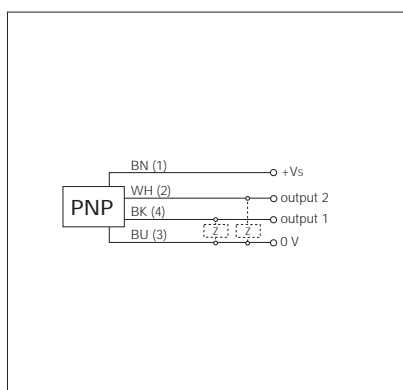 BN (1)
+Vs
WH (2)
output 2
PNP
BK (4)
output 1
Z
Z
BU (3)
0 V